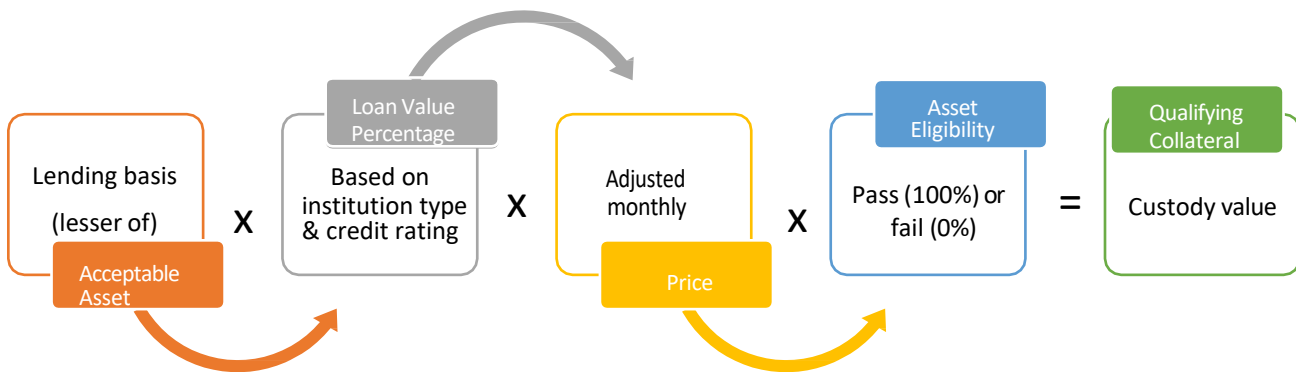 Lending basis
(lesser of)
Acceptable
Asset
x
Loan Value
Percentage
Based on
institution type
& credit rating
x
Adjusted
monthly
Price
x
Asset
Eligibility
Pass (100%) or
fail (0%)
=
Qualifying
Collateral
Custody value